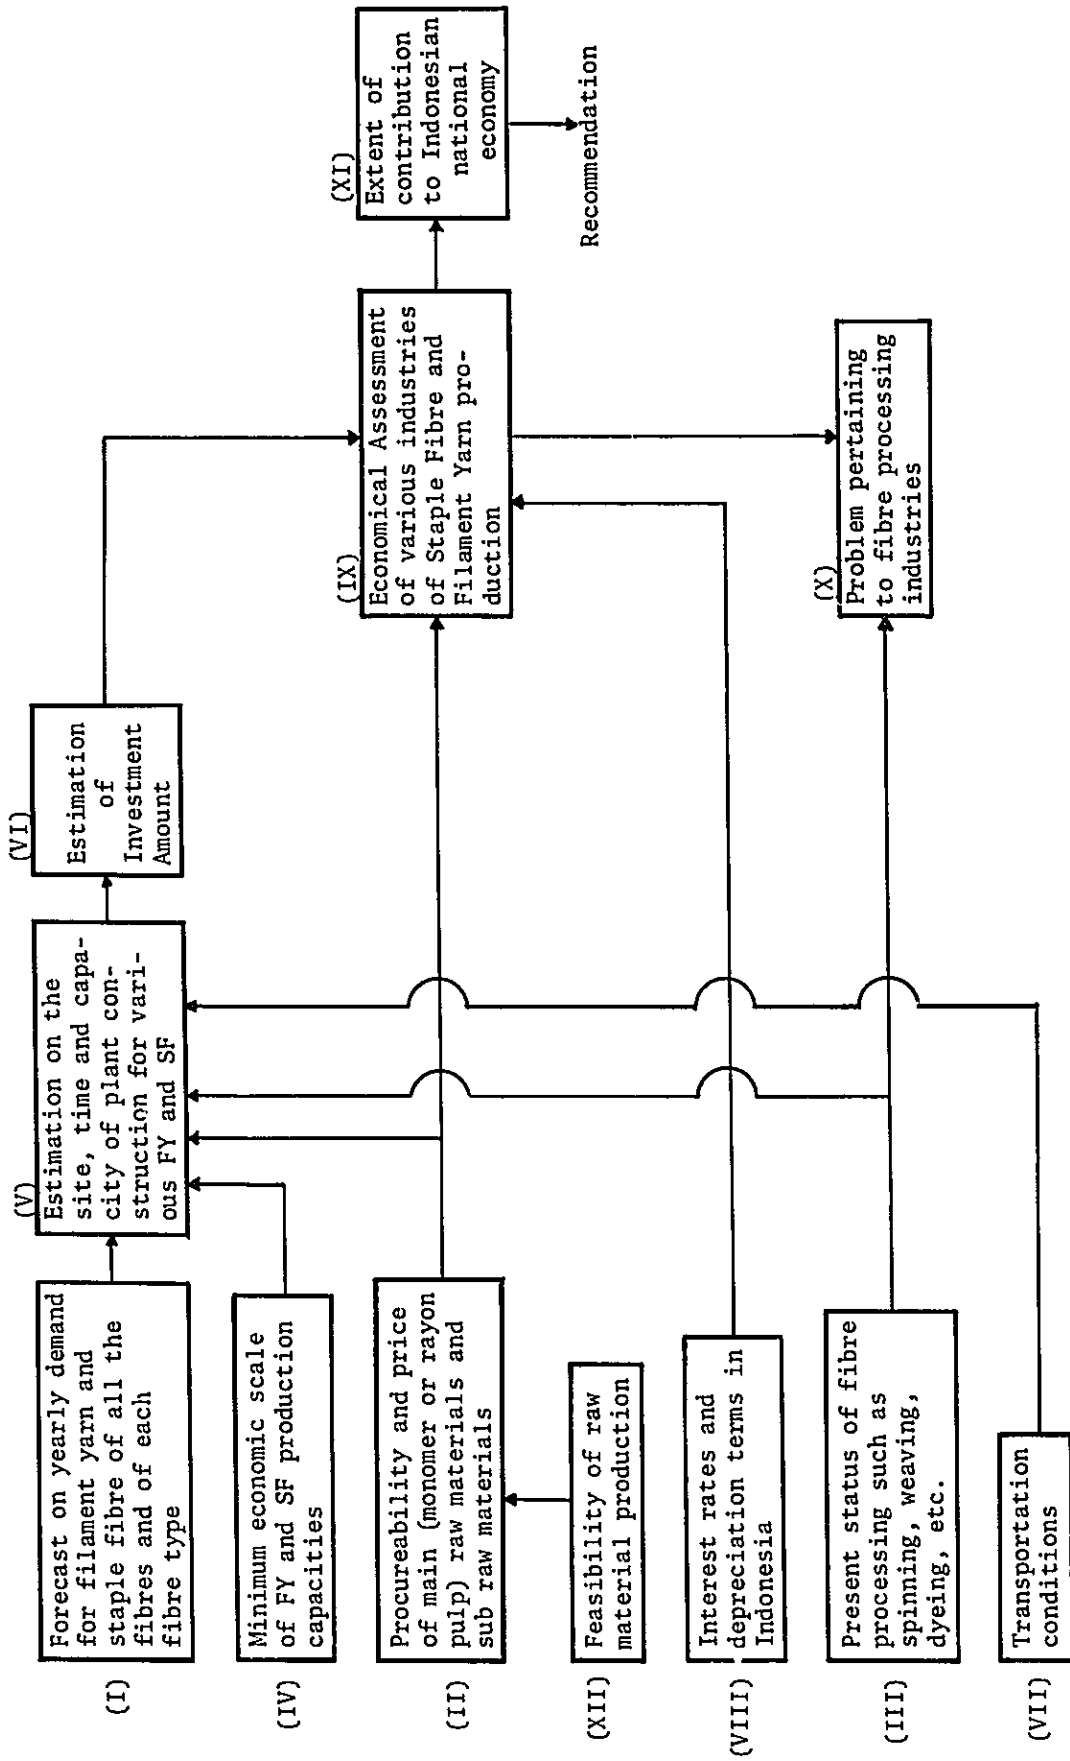 (I)
Forecast on yearly demand
for filament yarn and
staple fibre of all the
fibres and of each
fibre type
(IV)
Minimum economic scale
of FY and SF production
capacities
(II)
Procureability and price
of main (monomer or rayon
pulp) raw materials and
sub raw materials
(XII)
Feasibility of raw
material production
(VIII)
Interest rates and
depreciation terms in
Indonesia
(III)
Present status of fibre
processing such as
spinning, weaving,
dyeing, etc.
(VII)
Transportation
conditions
(V)
Estimation on the
site, time and capa-
city of plant con-
struction for vari-
ous FY and SF
(VI)
Estimation
of
Investment
Amount
(IX)
Economical Assessment
of various industries
of Staple Fibre and
Filament Yarn pro-
duction
(X)
Problem pertaining
to fibre processing
industries
(XI)
Extent of
contribution
to Indonesian
national
economy
Recommendation